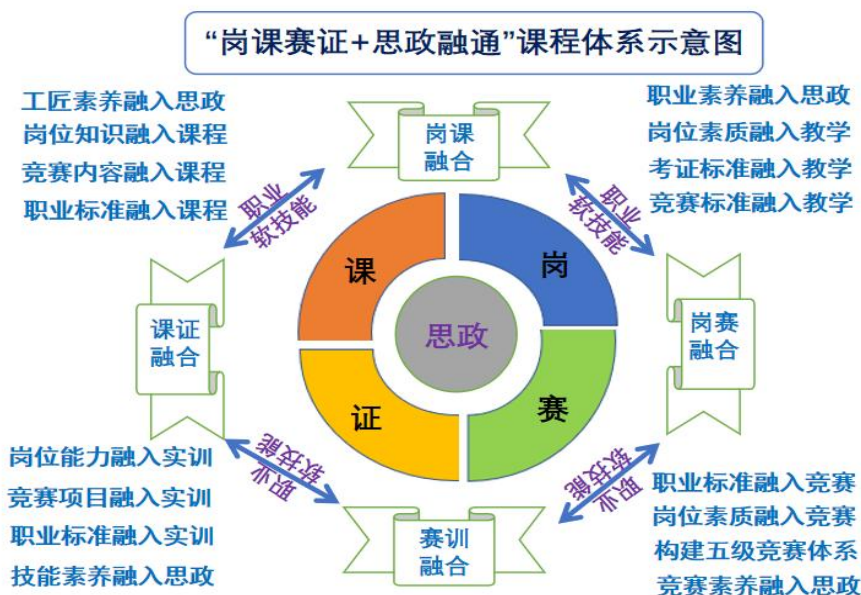 “岗课赛证+思政融通”课程体系示意图
工匠素养融入思政
岗位知识融入课程
竞赛内容融入课程
职业标准融入课程
岗课
融合
职业素养融入思政
岗位素质融入教学
考证标准融入教学
竞赛标准融入教学
职业
软技能
职业
软技能
课
岗
课证
融合
思政
岗赛
融合
证
赛
岗位能力融入实训
竞赛项目融入实训
职业标准融入实训
技能素养融入思政
职业
软技能
赛训
融合
职业
软技能
职业标准融入竞赛
岗位素质融入竞赛
构建五级竞赛体系
竞赛素养融入思政